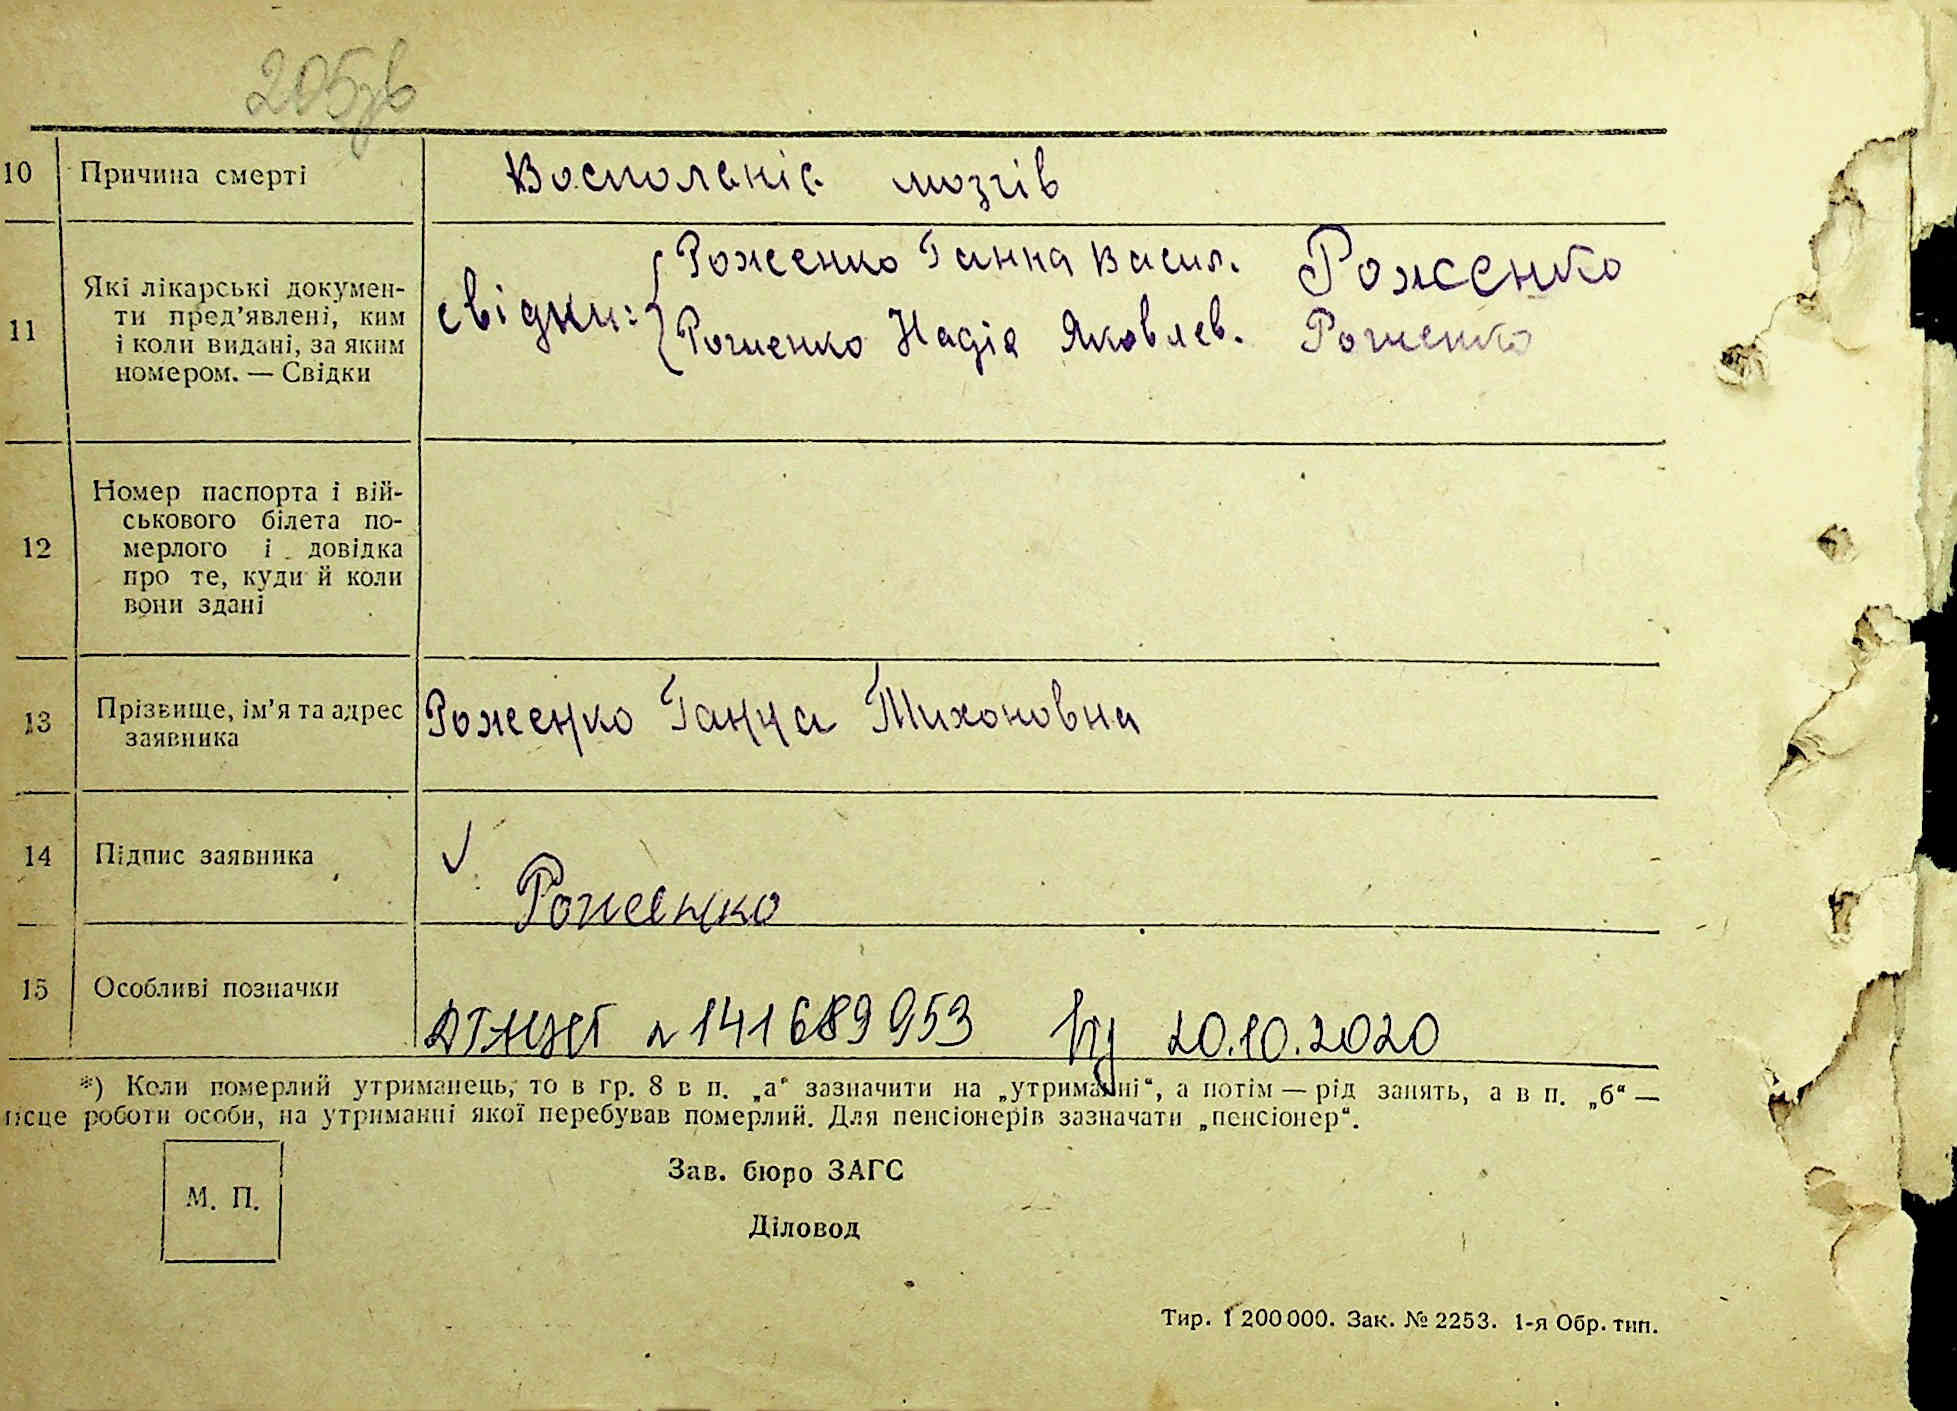 205зв
10 Причина смерті Восполеніє мозгів
11 Які лікарські докумен-
ти пред’явлені, ким
і коли видані, за яким
номером. — Свідки
свідки: { Роженко Ганна Васил. Роженко
Роженко Надія Яковлев. Роженко
12 Номер паспорта і вій-
ськового білета по-
мерлого і довідка
про те, куди й коли
вони здані
13 Прізвище, ім’я та адрес
заявника
Роженко Ганна Тихоновна
14 Підпис заявника
Роженко
15 Особливі позначки
№ 141689953 від 20.10.2020
*) Коли померлий утриманець, то в гр. 8 в п. „а“ зазначити на „утриманні“, а потім — рід занять, а в п. „б“ —
ісце роботи особи, на утриманні якої перебував померлий. Для пенсіонерів зазначати „пенсіонер“.
М. П.
Зав. бюро ЗАГС
Діловод
Тир. 1 200 000. Зак. № 2253. 1-я Обр. тип.